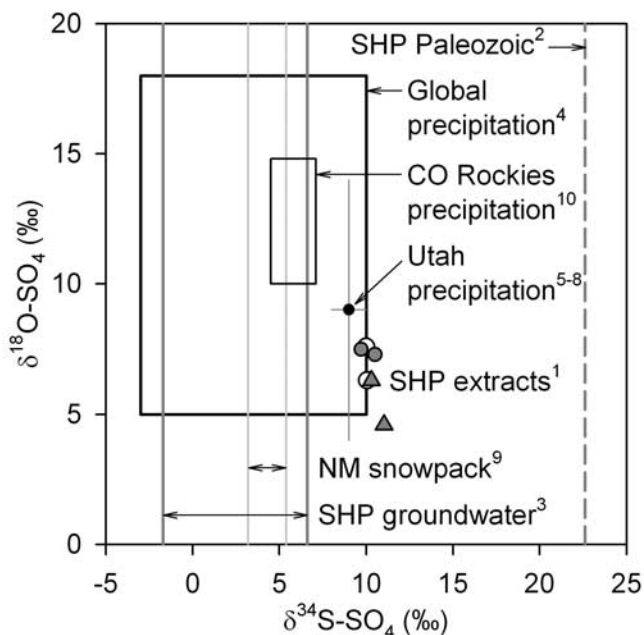 20
15
10
5
0
-5
0
5
10
15
20
25
δ¹⁸O-SO₄ (‰)
δ³⁴S-SO₄ (‰)
SHP Paleozoic²
Global
precipitation⁴
CO Rockies
precipitation¹⁰
Utah
precipitation⁵⁻⁸
SHP extracts¹
NM snowpack⁹
SHP groundwater³